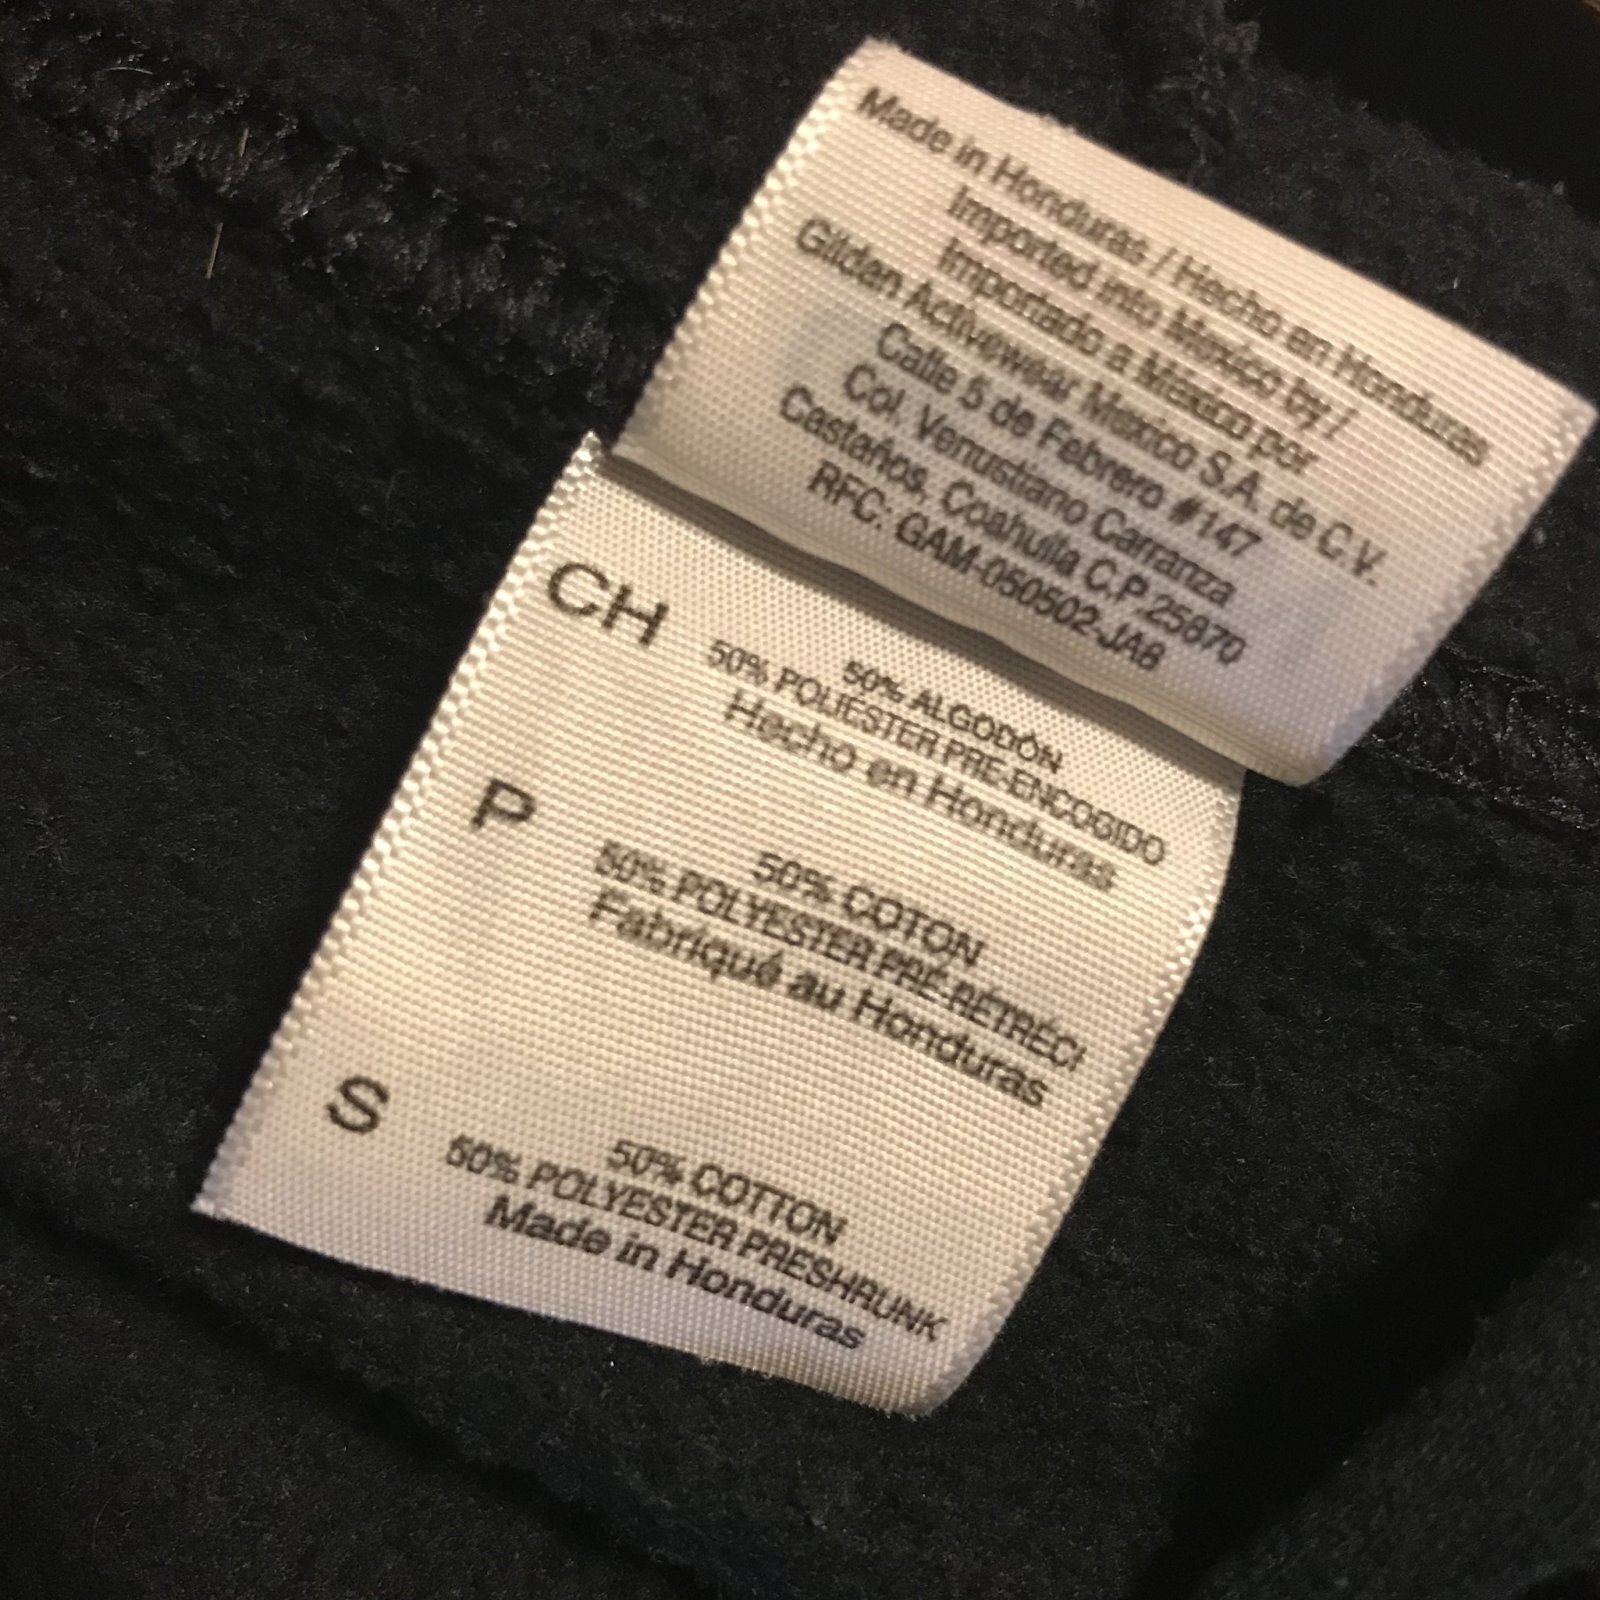 Made in Honduras / Hecho en Honduras
Imported into Mexico by /
Importado a Mexico por
Gildan Activewear Mexico S.A. de C.V.
Calle 5 de Febrero #147
Col. Venustiano Carranza
Castaños, Coahuila C.P.25870
RFC: GAM-050502-JA8
CH
50% ALGODÓN
50% POLIESTER PRE-ENCOGIDO
Hecho en Honduras
P
50% COTON
50% POLYESTER PRÉ-RÉTRÉCI
Fabriqué au Honduras
S
50% COTTON
50% POLYESTER PRESHRUNK
Made in Honduras